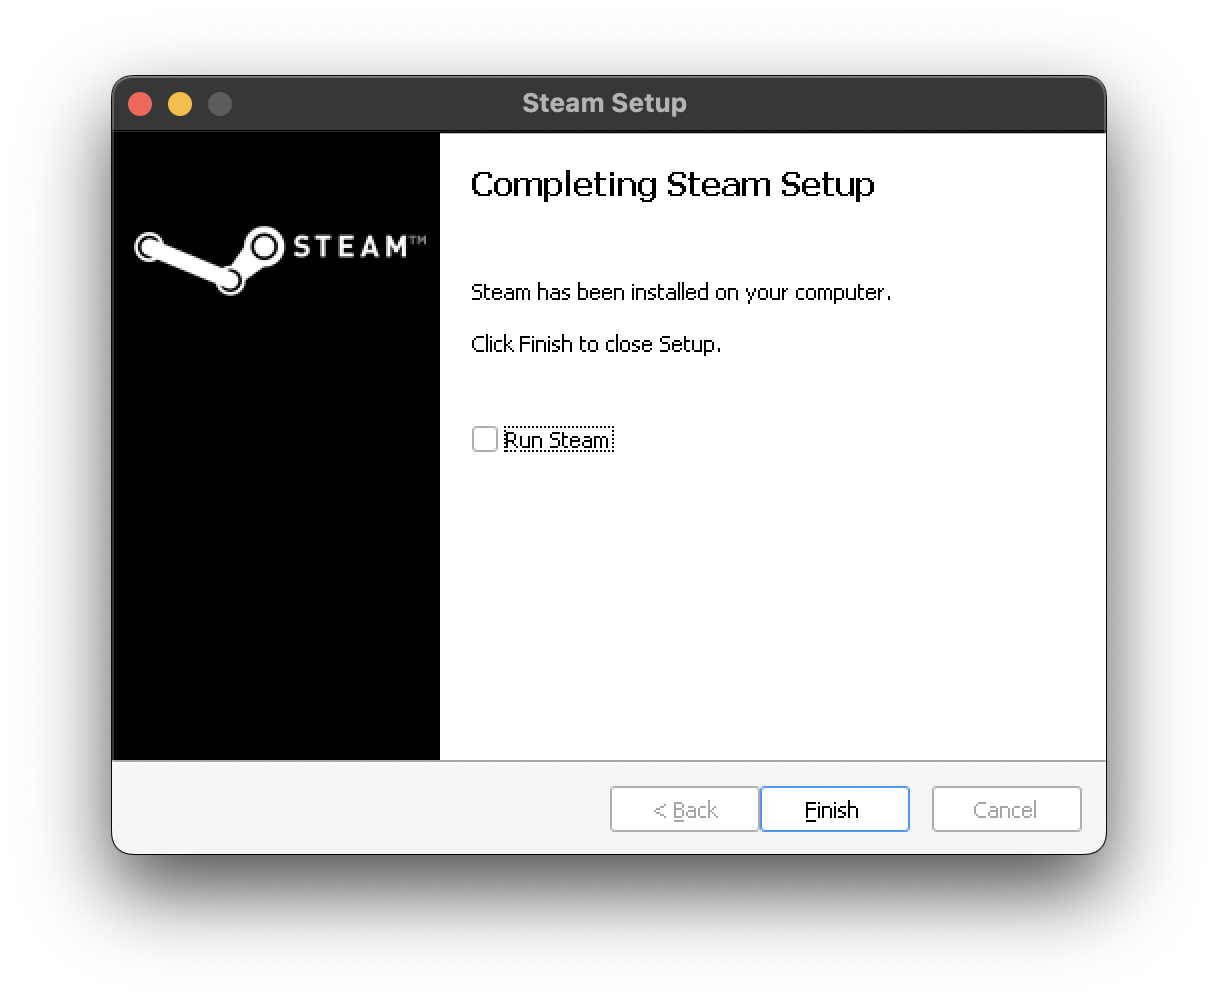 Steam Setup
STEAM™
Completing Steam Setup
Steam has been installed on your computer.
Click Finish to close Setup.
Run Steam
< Back
Finish
Cancel